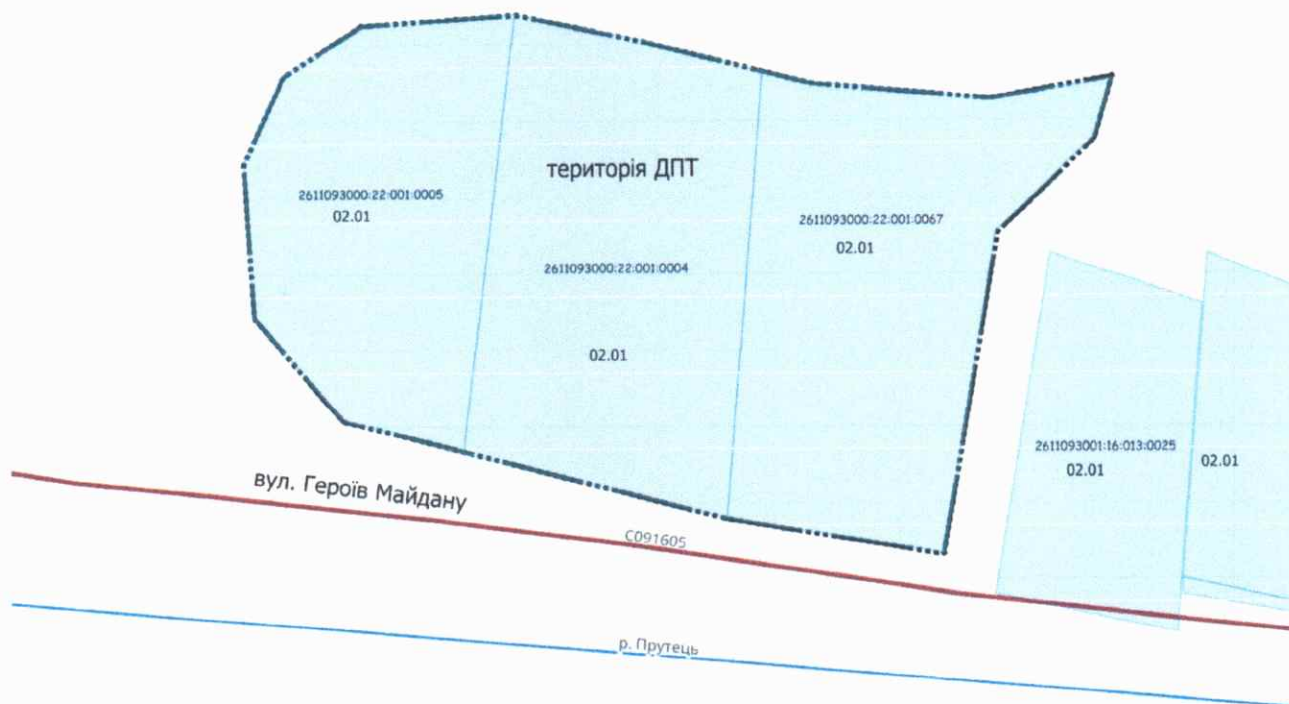 територія ДПТ
2611093000:22:001:0005
02.01
2611093000:22:001:0067
02.01
2611093000:22:001:0004
02.01
2611093001:16:013:0025
02.01
02.01
вул. Героїв Майдану
С091605
р. Прутець